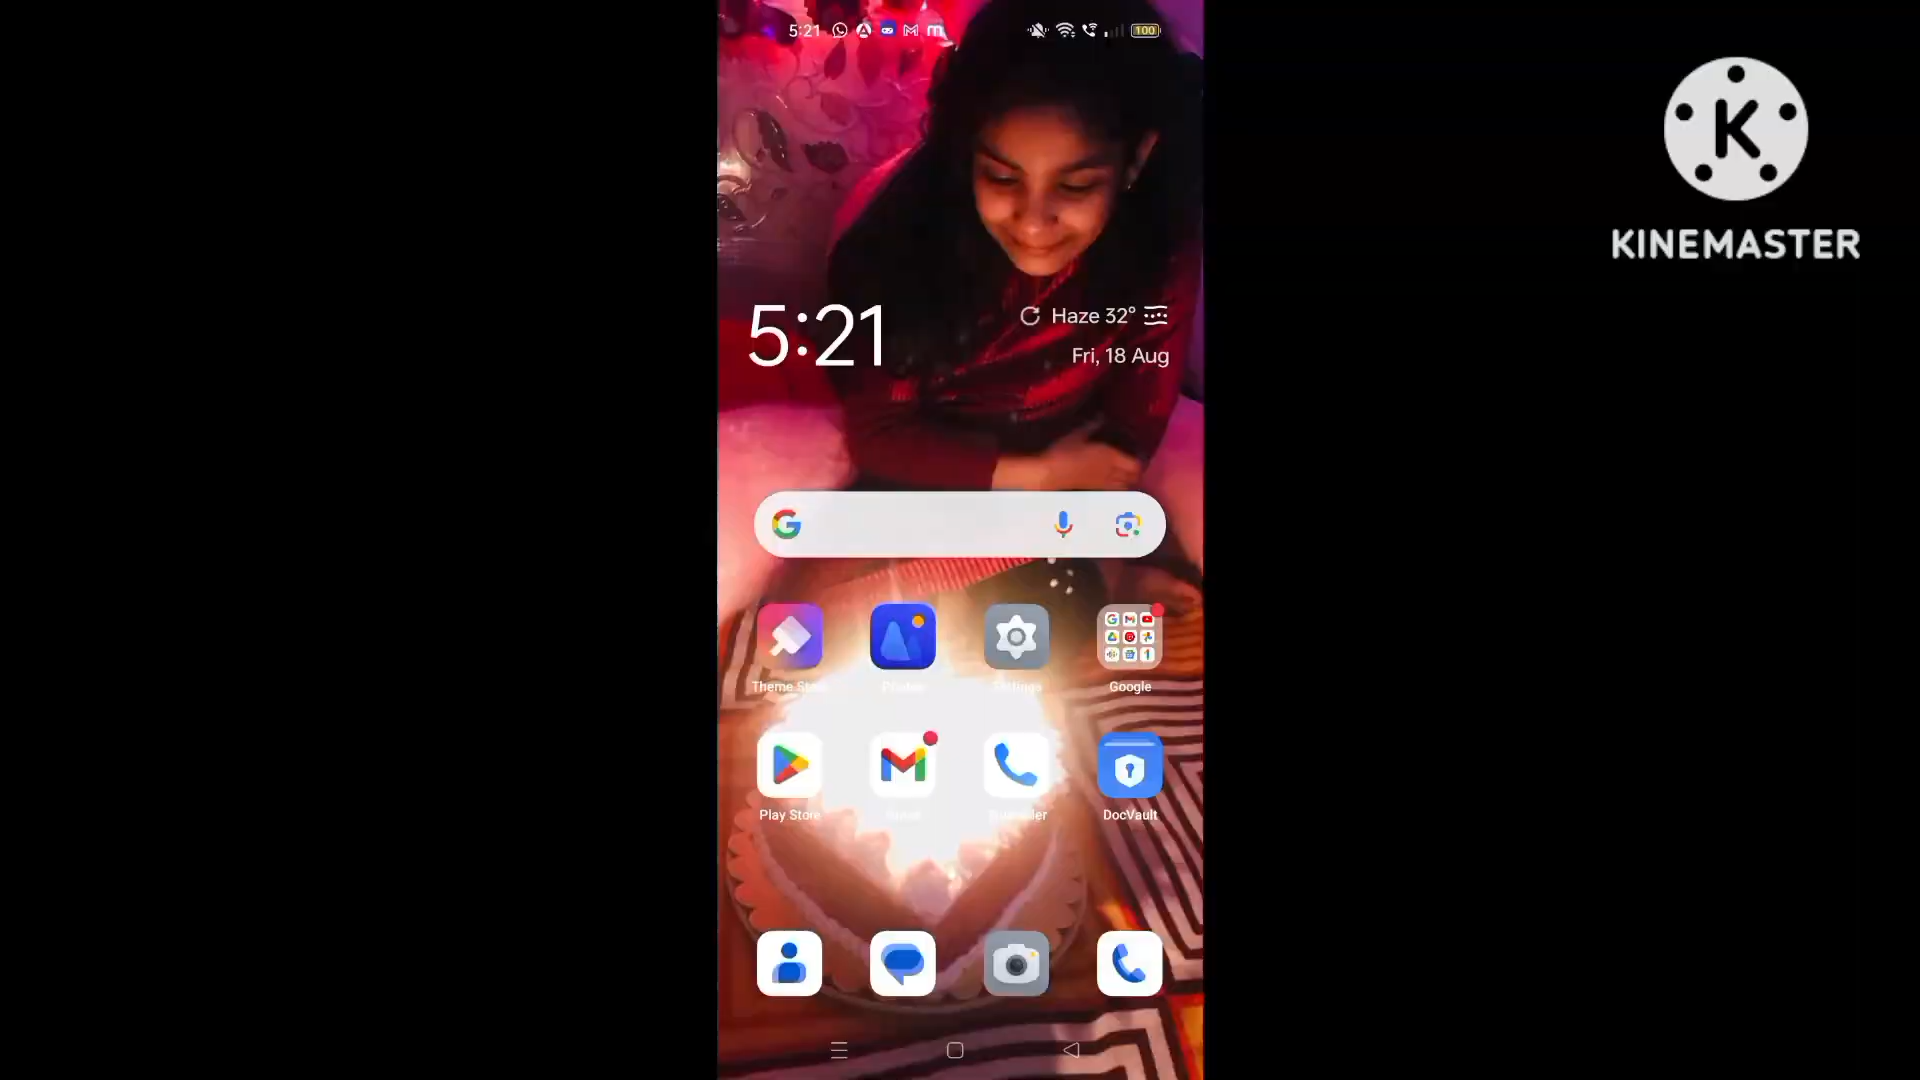 5:21
100
KINEMASTER
5:21
Haze 32°
Fri, 18 Aug
Google
Play Store
DocVault